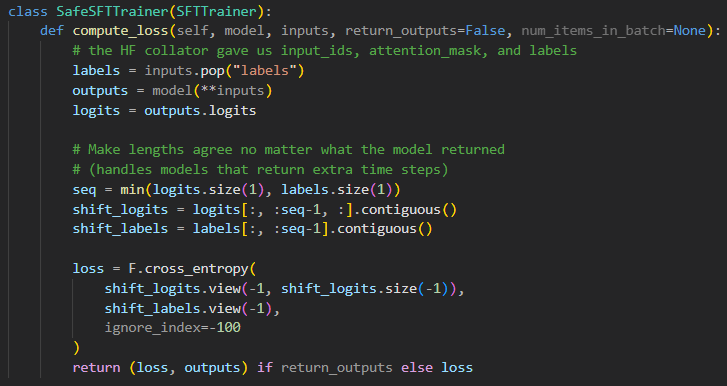 class SafeSFTTrainer(SFTTrainer):
    def compute_loss(self, model, inputs, return_outputs=False, num_items_in_batch=None):
        # the HF collator gave us input_ids, attention_mask, and labels
        labels = inputs.pop("labels")
        outputs = model(**inputs)
        logits = outputs.logits

        # Make lengths agree no matter what the model returned
        # (handles models that return extra time steps)
        seq = min(logits.size(1), labels.size(1))
        shift_logits = logits[:, :seq-1, :].contiguous()
        shift_labels = labels[:, :seq-1].contiguous()

        loss = F.cross_entropy(
            shift_logits.view(-1, shift_logits.size(-1)),
            shift_labels.view(-1),
            ignore_index=-100
        )
        return (loss, outputs) if return_outputs else loss